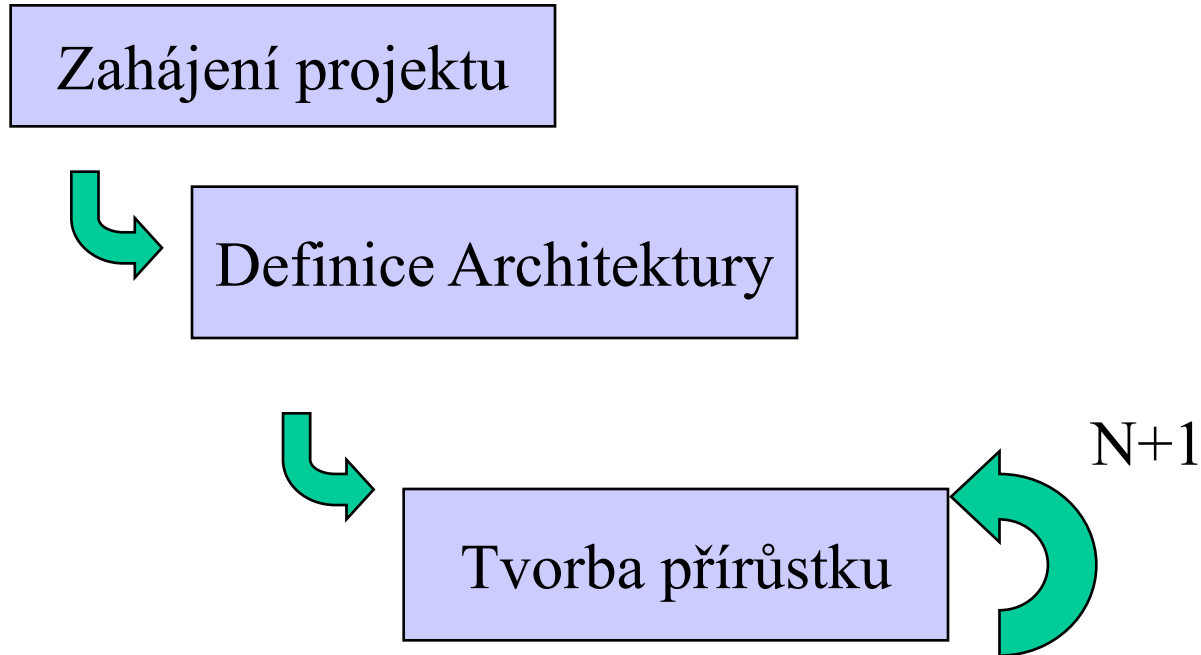 Zahájení projektu
Definice Architektury
N+1
Tvorba přírůstku